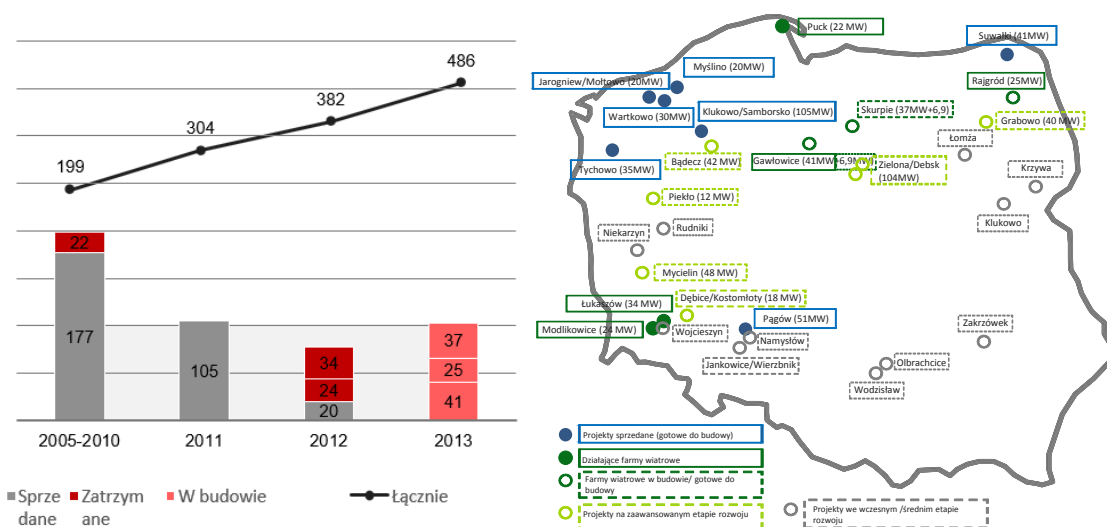 486
382
304
199
22
177
105
34
24
20
37
25
41
2005-2010
2011
2012
2013
Sprze
dane
Zatrzym
ane
W budowie
Łącznie
Puck (22 MW)
Suwałki (41MW)
Myślino (20MW)
Jarogniew/Mołtowo (20MW)
Rajgród (25MW)
Wartkowo (30MW)
Klukowo/Samborsko (105MW)
Skurpie (37MW+6,9)
Grabowo (40 MW)
Łomża
Tychowo (35MW)
Bądecz (42 MW)
Gawłowice (41MW+6,9MW)
Zielona/Debsk
(104MW)
Krzywa
Piekło (12 MW)
Klukowo
Niekarzyn
Rudniki
Mycielin (48 MW)
Łukaszów (34 MW)
Dębice/Kostomłoty (18 MW)
Modlikowice (24 MW)
Wojcieszyn
Pągów (51MW)
Namysłów
Jankowice/Wierzbnik
Zakrzówek
Olbrachcice
Wodzisław
Projekty sprzedane (gotowe do budowy)
Działające farmy wiatrowe
Farmy wiatrowe w budowie/ gotowe do
budowy
Projekty na zaawansowanym etapie rozwoju
Projekty we wczesnym /średnim etapie
rozwoju